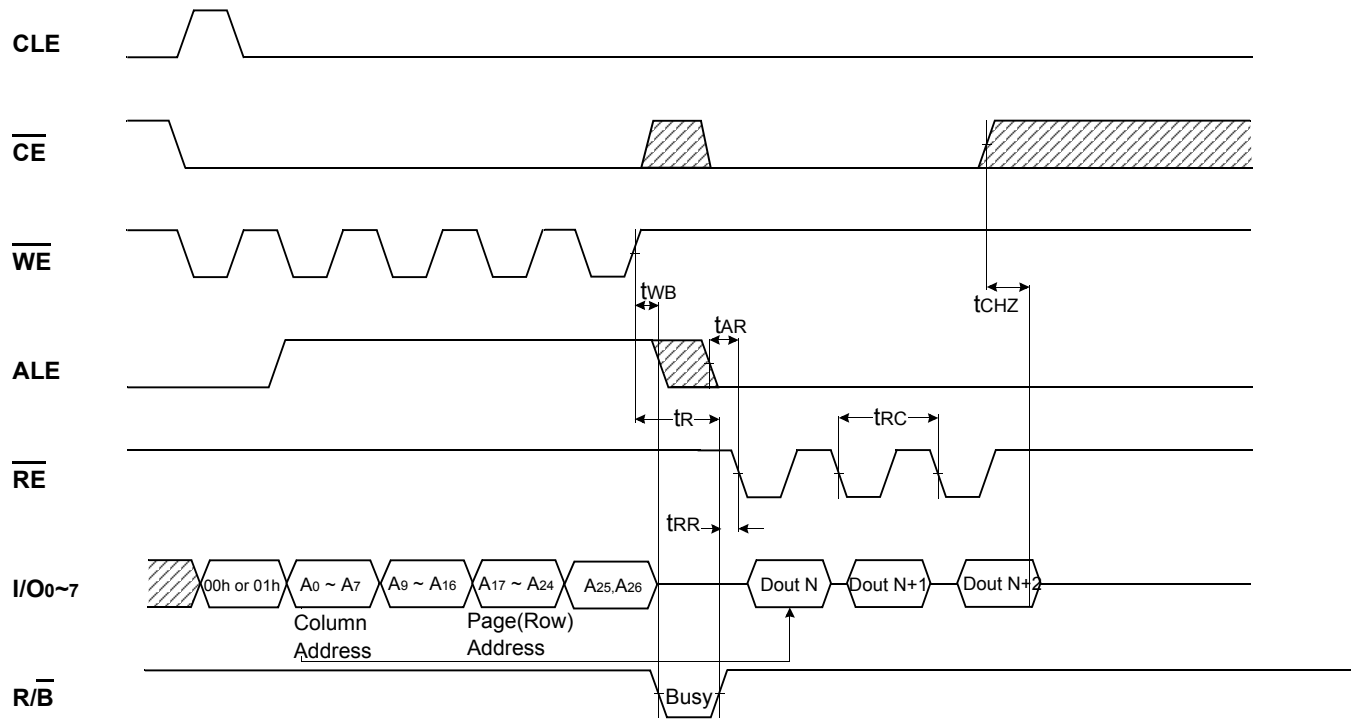 CLE
CE
WE
tWB
tCHZ
tAR
ALE
tR
tRC
RE
tRR
I/O0~7
00h or 01h
A0 ~ A7
A9 ~ A16
A17 ~ A24
A25,A26
Dout N
Dout N+1
Dout N+2
Column
Address
Page(Row)
Address
R/B
Busy